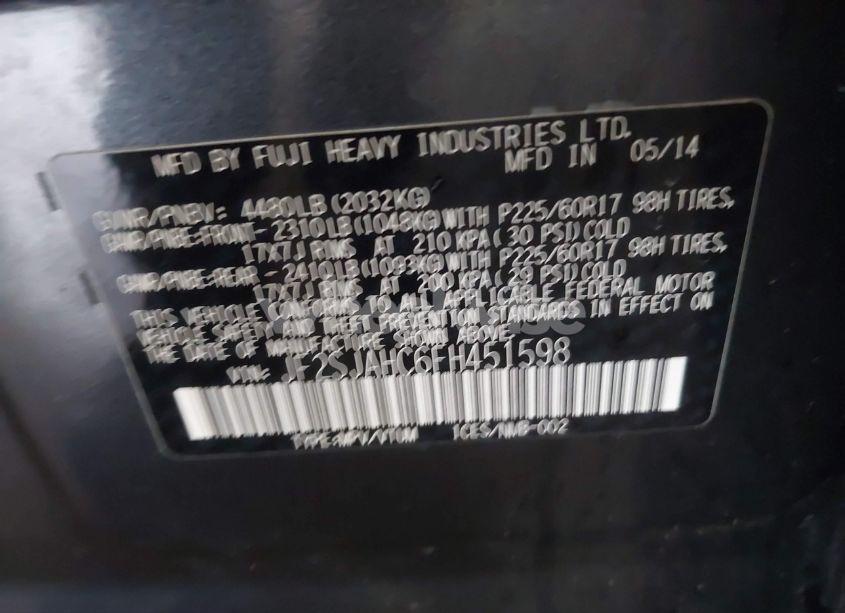 MFD BY FUJI HEAVY INDUSTRIES LTD.
MFD IN 05/14
GVWR/PNBV: 4480LB(2032KG)
GAWR/PNBE-FRONT- 2310LB(1048KG)WITH P225/60R17 98H TIRES,
17X7J RIMS AT 210 KPA( 30 PSI)COLD
GAWR/PNBE-REAR - 2410LB(1093KG)WITH P225/60R17 98H TIRES,
17X7J RIMS AT 200 KPA( 29 PSI)COLD
THIS VEHICLE CONFORMS TO ALL APPLICABLE FEDERAL MOTOR
VEHICLE SAFETY AND THEFT PREVENTION STANDARDS IN EFFECT ON
THE DATE OF MANUFACTURE SHOWN ABOVE.
VIN: JF2SJAHC6FH451598
TYPE:MPV/VTUM ICES/NMB-002